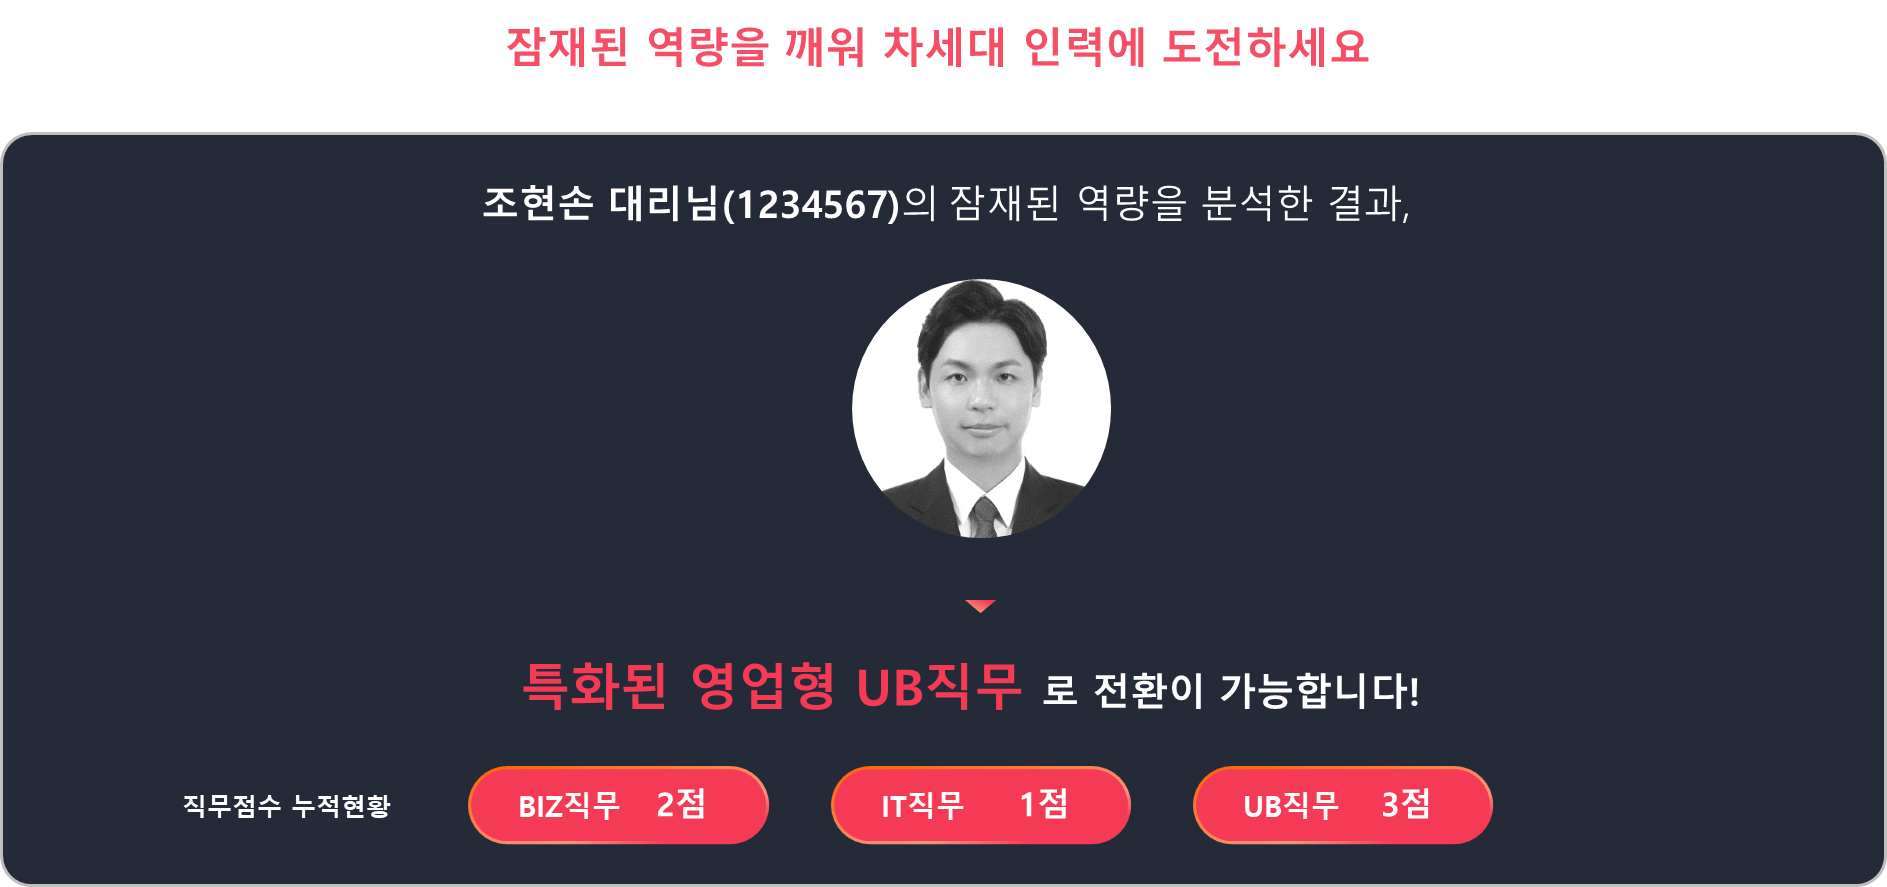 잠재된 역량을 깨워 차세대 인력에 도전하세요
조현손 대리님(1234567)의 잠재된 역량을 분석한 결과,
특화된 영업형 UB직무 로 전환이 가능합니다!
직무점수 누적현황 BIZ직무 2점 IT직무 1점 UB직무 3점